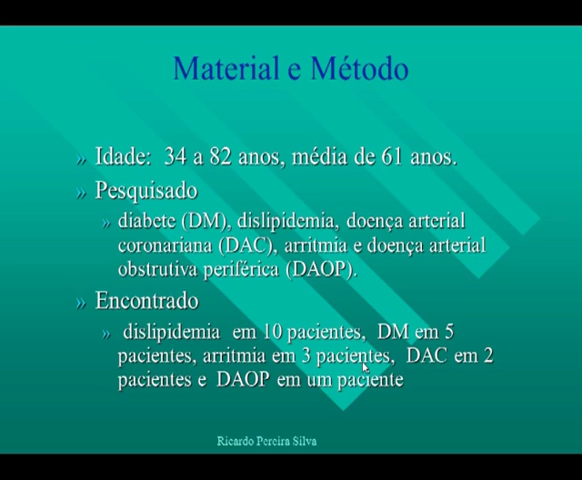 Material e Método
» Idade: 34 a 82 anos, média de 61 anos.
» Pesquisado
» diabete (DM), dislipidemia, doença arterial
coronariana (DAC), arritmia e doença arterial
obstrutiva periférica (DAOP).
» Encontrado
» dislipidemia em 10 pacientes, DM em 5
pacientes, arritmia em 3 pacientes, DAC em 2
pacientes e DAOP em um paciente
Ricardo Pereira Silva